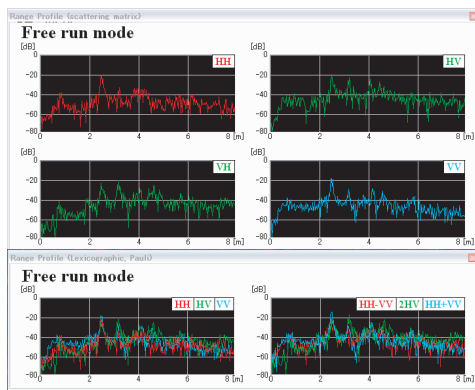 Range Profile (scattering matrix)
Free run mode
[dB]
HH
0
-20
-40
-60
-80
0 2 4 6 8 [m]
[dB]
HV
0
-20
-40
-60
-80
0 2 4 6 8 [m]
[dB]
VH
0
-20
-40
-60
-80
0 2 4 6 8 [m]
[dB]
VV
0
-20
-40
-60
-80
0 2 4 6 8 [m]
Range Profile (Lexicographic, Pauli)
Free run mode
[dB]
HH HV VV
0
-20
-40
-60
-80
0 2 4 6 8 [m]
[dB]
HH-VV 2HV HH+VV
0
-20
-40
-60
-80
0 2 4 6 8 [m]